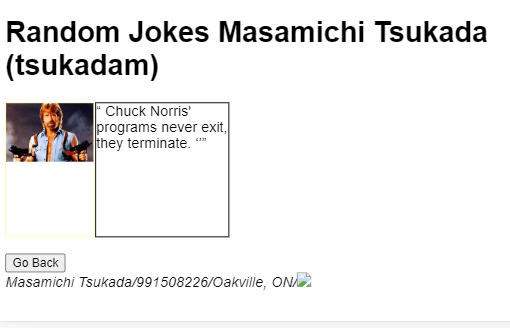 Random Jokes Masamichi Tsukada
(tsukadam)
“ Chuck Norris'
programs never exit,
they terminate. ‘’”
Go Back
Masamichi Tsukada/991508226/Oakville, ON/